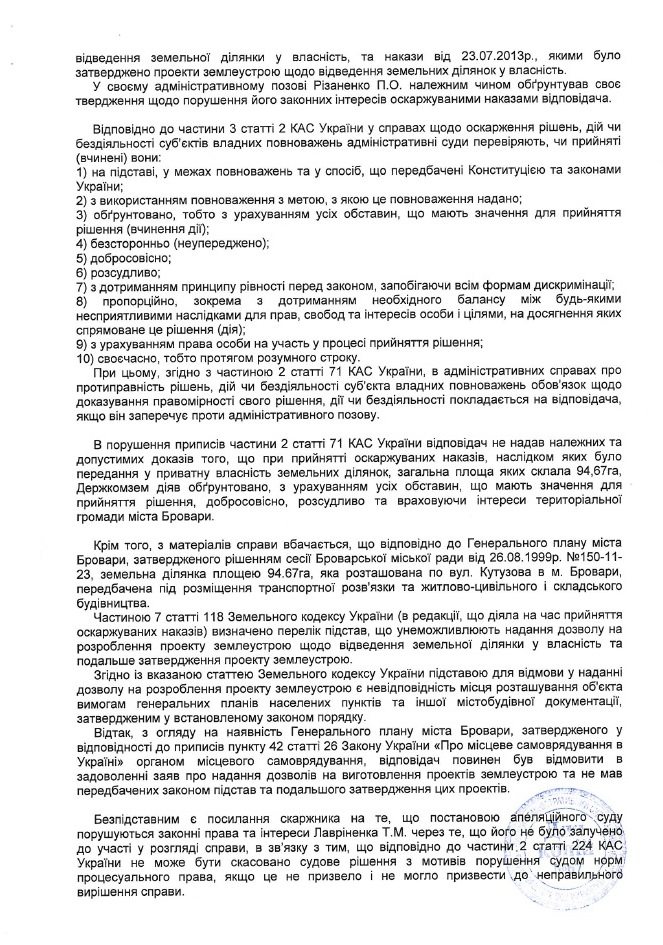 відведення земельної ділянки у власність, та накази від 23.07.2013р., якими було
затверджено проекти землеустрою щодо відведення земельних ділянок у власність.
У своєму адміністративному позові Різаненко П.О. належним чином обґрунтував своє
твердження щодо порушення його законних інтересів оскаржуваними наказами відповідача.
Відповідно до частини 3 статті 2 КАС України у справах щодо оскарження рішень, дій чи
бездіяльності суб'єктів владних повноважень адміністративні суди перевіряють, чи прийняті
(вчинені) вони:
1) на підставі, у межах повноважень та у спосіб, що передбачені Конституцією та законами
України;
2) з використанням повноваження з метою, з якою це повноваження надано;
3) обґрунтовано, тобто з урахуванням усіх обставин, що мають значення для прийняття
рішення (вчинення дії);
4) безсторонньо (неупереджено);
5) добросовісно;
6) розсудливо;
7) з дотриманням принципу рівності перед законом, запобігаючи всім формам дискримінації;
8) пропорційно, зокрема з дотриманням необхідного балансу між будь-якими
несприятливими наслідками для прав, свобод та інтересів особи і цілями, на досягнення яких
спрямоване це рішення (дія);
9) з урахуванням права особи на участь у процесі прийняття рішення;
10) своєчасно, тобто протягом розумного строку.
При цьому, згідно з частиною 2 статті 71 КАС України, в адміністративних справах про
протиправність рішень, дій чи бездіяльності суб'єкта владних повноважень обов'язок щодо
доказування правомірності свого рішення, дії чи бездіяльності покладається на відповідача,
якщо він заперечує проти адміністративного позову.
В порушення приписів частини 2 статті 71 КАС України відповідач не надав належних та
допустимих доказів того, що при прийнятті оскаржуваних наказів, наслідком яких було
передання у приватну власність земельних ділянок, загальна площа яких склала 94,67га,
Держкомзем діяв обґрунтовано, з урахуванням усіх обставин, що мають значення для
прийняття рішення, добросовісно, розсудливо та враховуючи інтереси територіальної
громади міста Бровари.
Крім того, з матеріалів справи вбачається, що відповідно до Генерального плану міста
Бровари, затвердженого рішенням сесії Броварської міської ради від 26.08.1999р. №150-11-
23, земельна ділянка площею 94.67га, яка розташована по вул. Кутузова в м. Бровари,
передбачена під розміщення транспортної розв'язки та житлово-цивільного і складського
будівництва.
Частиною 7 статті 118 Земельного кодексу України (в редакції, що діяла на час прийняття
оскаржуваних наказів) визначено перелік підстав, що унеможливлюють надання дозволу на
розроблення проекту землеустрою щодо відведення земельної ділянки у власність та
подальше затвердження проекту землеустрою.
Згідно із вказаною статтею Земельного кодексу України підставою для відмови у наданні
дозволу на розроблення проекту землеустрою є невідповідність місця розташування об'єкта
вимогам генеральних планів населених пунктів та іншої містобудівної документації,
затвердженим у встановленому законом порядку.
Відтак, з огляду на наявність Генерального плану міста Бровари, затвердженого у
відповідності до приписів пункту 42 статті 26 Закону України «Про місцеве самоврядування в
Україні» органом місцевого самоврядування, відповідач повинен був відмовити в
задоволенні заяв про надання дозволів на виготовлення проектів землеустрою та не мав
передбачених законом підстав та подальшого затвердження цих проектів.
Безпідставним є посилання скаржника на те, що постановою апеляційного суду
порушуються законні права та інтереси Лавріненка Т.М. через те, що його не було залучено
до участі у розгляді справи, в зв'язку з тим, що відповідно до частини 2 статті 224 КАС
України не може бути скасовано судове рішення з мотивів порушення судом норм
процесуального права, якщо це не призвело і не могло призвести до неправильного
вирішення справи.